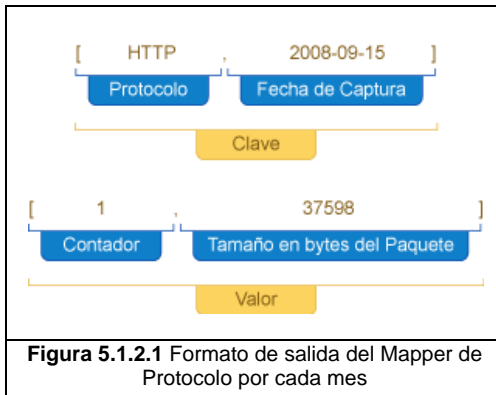 [ HTTP , 2008-09-15 ]
Protocolo Fecha de Captura
Clave
[ 1 , 37598 ]
Contador Tamaño en bytes del Paquete
Valor
Figura 5.1.2.1 Formato de salida del Mapper de
Protocolo por cada mes